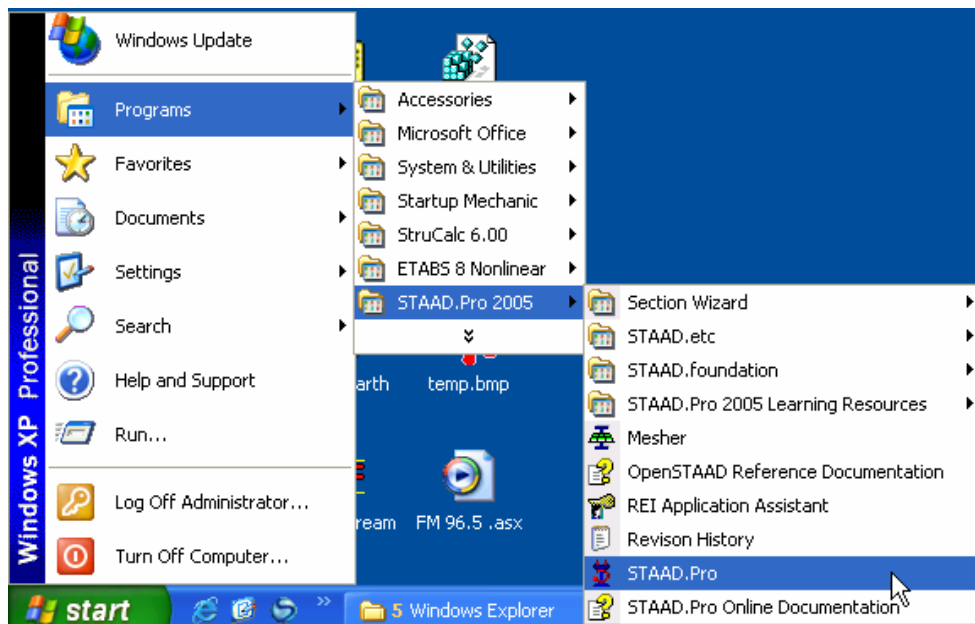 Windows XP Professional
Windows Update
Programs
Favorites
Documents
Settings
Search
Help and Support
Run...
Log Off Administrator...
Turn Off Computer...
Accessories
Microsoft Office
System & Utilities
Startup Mechanic
StruCalc 6.00
ETABS 8 Nonlinear
STAAD.Pro 2005
Section Wizard
STAAD.etc
STAAD.foundation
STAAD.Pro 2005 Learning Resources
Mesher
OpenSTAAD Reference Documentation
REI Application Assistant
Revison History
STAAD.Pro
STAAD.Pro Online Documentation
arth
temp.bmp
ream
FM 96.5 .asx
start
5 Windows Explorer